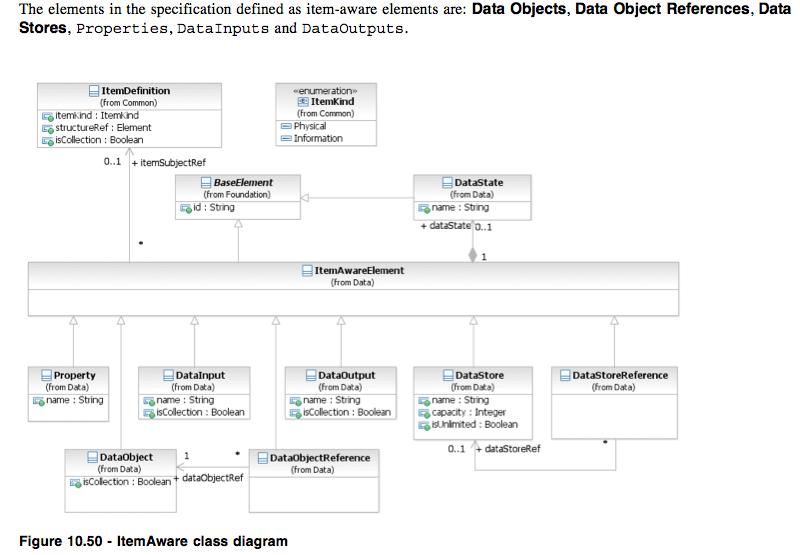 The elements in the specification defined as item-aware elements are: Data Objects, Data Object References, Data
Stores, Properties, DataInputs and DataOutputs.
ItemDefinition
(from Common)
itemKind : ItemKind
structureRef : Element
isCollection : Boolean
«enumeration»
ItemKind
(from Common)
Physical
Information
0..1 + itemSubjectRef
BaseElement
(from Foundation)
id : String
DataState
(from Data)
name : String
+ dataState 0..1
*
1
ItemAwareElement
(from Data)
Property
(from Data)
name : String
DataInput
(from Data)
name : String
isCollection : Boolean
DataOutput
(from Data)
name : String
isCollection : Boolean
DataStore
(from Data)
name : String
capacity : Integer
isUnlimited : Boolean
DataStoreReference
(from Data)
0..1 + dataStoreRef
*
DataObject
(from Data)
isCollection : Boolean
1
*
+ dataObjectRef
DataObjectReference
(from Data)
Figure 10.50 - ItemAware class diagram